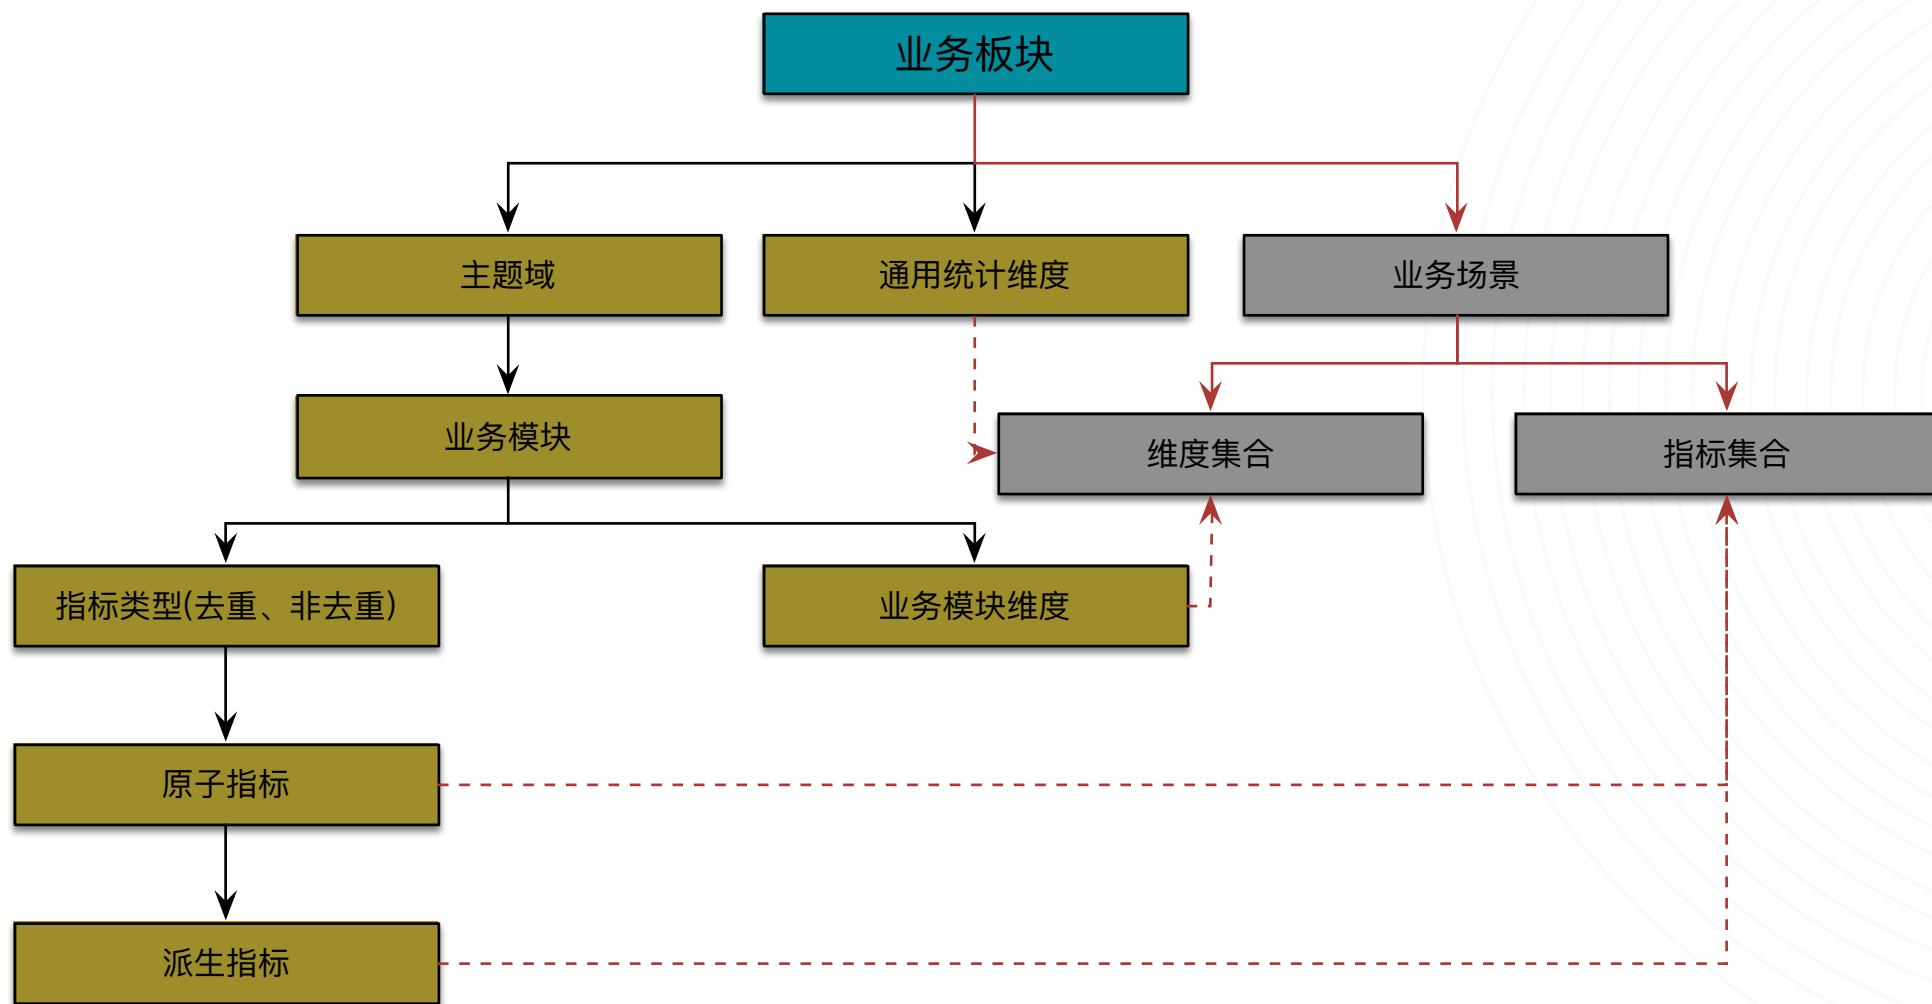 业务板块
主题域
通用统计维度
业务场景
业务模块
维度集合
指标集合
指标类型(去重、非去重)
业务模块维度
原子指标
派生指标